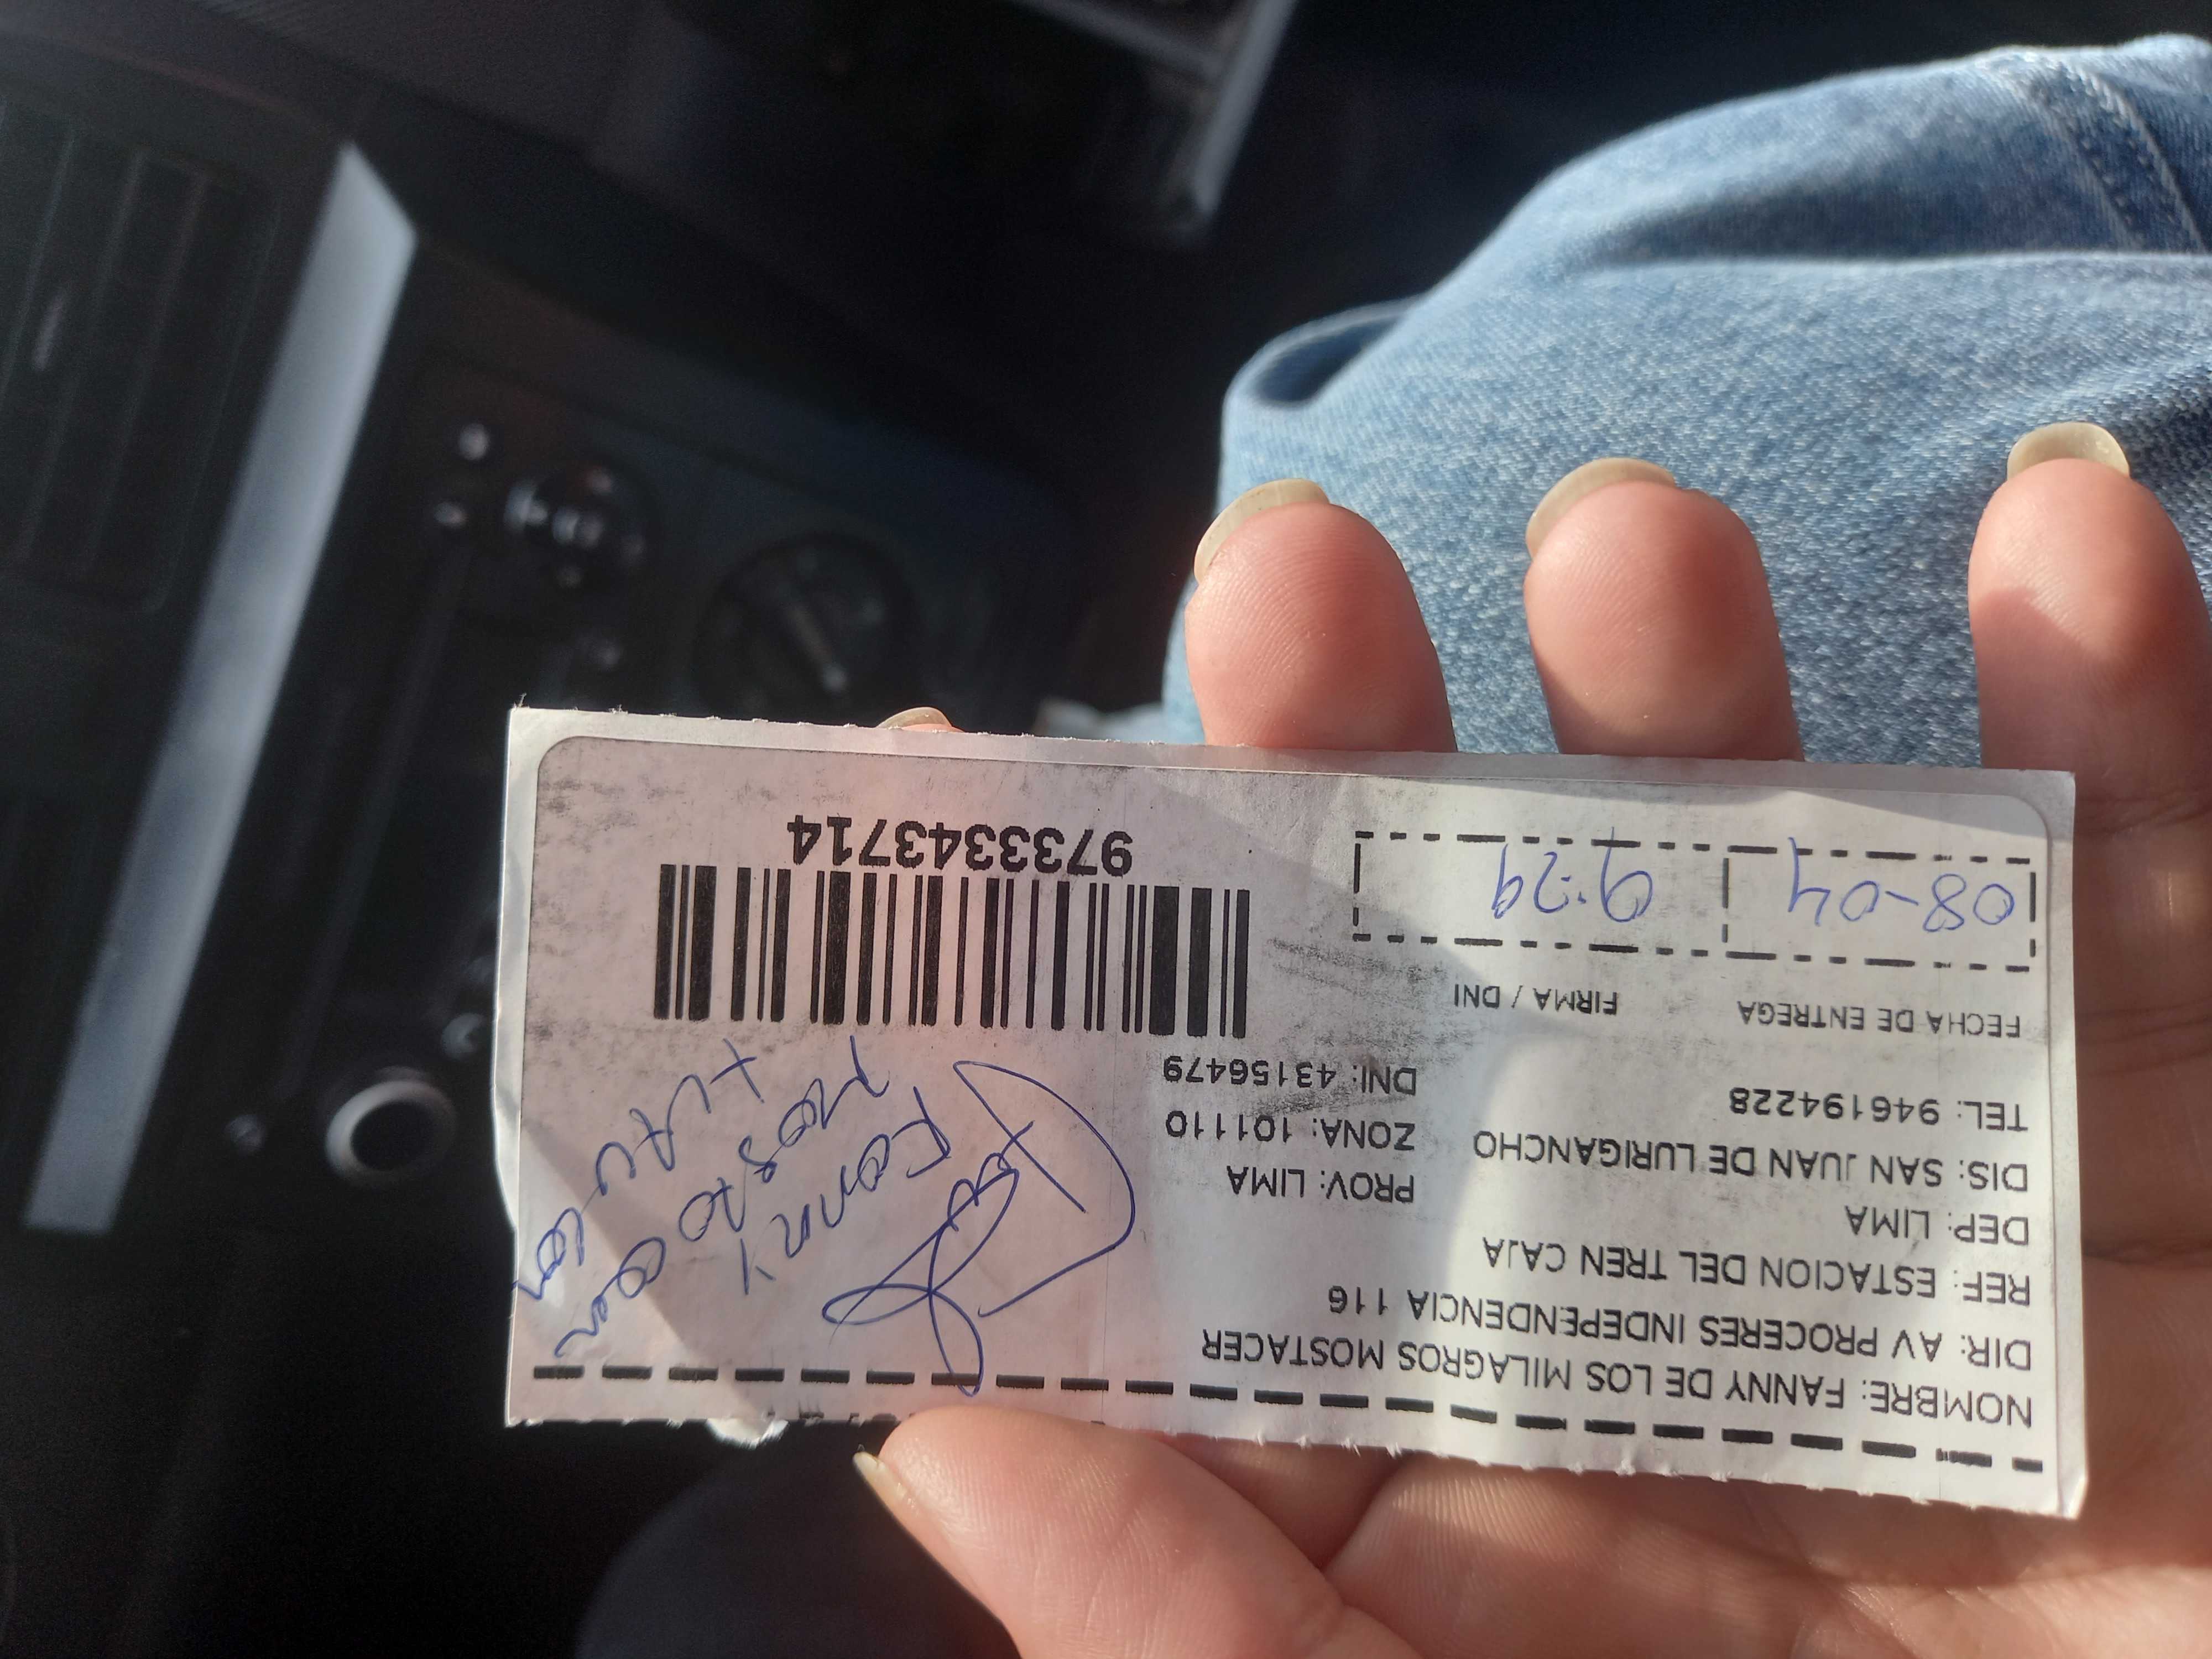 NOMBRE: FANNY DE LOS MILAGROS MOSTACER
DIR: AV PROCERES INDEPENDENCIA 116
REF: ESTACION DEL TREN CAJA
DEP: LIMA PROV: LIMA
DIS: SAN JUAN DE LURIGANCHO ZONA: 101110
TEL: 946194228 DNI: 43156479
FECHA DE ENTREGA FIRMA / DNI
08-04 9:29
9733343714
Fanny